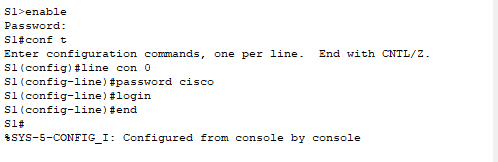 S1>enable
Password:
S1#conf t
Enter configuration commands, one per line.  End with CNTL/Z.
S1(config)#line con 0
S1(config-line)#password cisco
S1(config-line)#login
S1(config-line)#end
S1#
%SYS-5-CONFIG_I: Configured from console by console